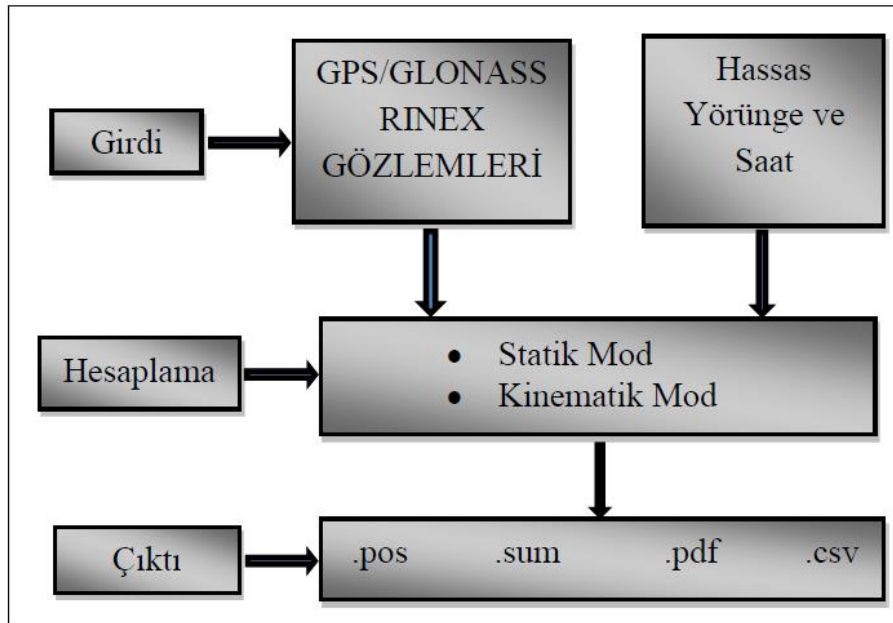 Girdi
GPS/GLONASS
RINEX
GÖZLEMLERİ
Hassas
Yörünge ve
Saat
Hesaplama
• Statik Mod
• Kinematik Mod
Çıktı
.pos .sum .pdf .csv